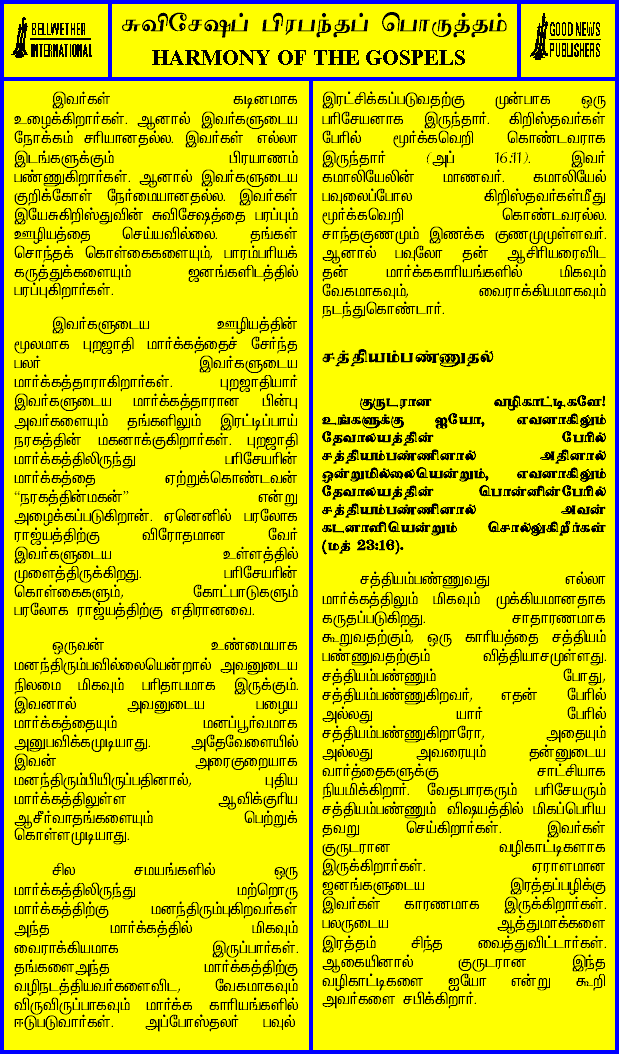 BELLWETHER
INTERNATIONAL
சுவிசேஷப் பிரபந்தப் பொருத்தம்
HARMONY OF THE GOSPELS
GOOD NEWS
PUBLISHERS
இவர்கள் கடினமாக
உழைக்கிறார்கள். ஆனால் இவர்களுடைய
நோக்கம் சரியானதல்ல. இவர்கள் எல்லா
இடங்களுக்கும் பிரயாணம்
பண்ணுகிறார்கள். ஆனால் இவர்களுடைய
குறிக்கோள் நேர்மையானதல்ல. இவர்கள்
இயேசுகிறிஸ்துவின் சுவிசேஷத்தை பரப்பும்
ஊழியத்தை செய்யவில்லை. தங்கள்
சொந்தக் கொள்கைகளையும், பாரம்பரியக்
கருத்துக்களையும் ஜனங்களிடத்தில்
பரப்புகிறார்கள்.
இவர்களுடைய ஊழியத்தின்
மூலமாக புறஜாதி மார்க்கத்தைச் சேர்ந்த
பலர் இவர்களுடைய
மார்க்கத்தாராகிறார்கள். புறஜாதியார்
இவர்களுடைய மார்க்கத்தாரான பின்பு
அவர்களையும் தங்களிலும் இரட்டிப்பாய்
நரகத்தின் மகனாக்குகிறார்கள். புறஜாதி
மார்க்கத்திலிருந்து பரிசேயரின்
மார்க்கத்தை ஏற்றுக்கொண்டவன்
“நரகத்தின்மகன்” என்று
அழைக்கப்படுகிறான். ஏனெனில் பரலோக
ராஜ்யத்திற்கு விரோதமான வேர்
இவர்களுடைய உள்ளத்தில்
முளைத்திருக்கிறது. பரிசேயரின்
கொள்கைகளும், கோட்பாடுகளும்
பரலோக ராஜ்யத்திற்கு எதிரானவை.
ஒருவன் உண்மையாக
மனந்திரும்பவில்லையென்றால் அவனுடைய
நிலமை மிகவும் பரிதாபமாக இருக்கும்.
இவனால் அவனுடைய பழைய
மார்க்கத்தையும் மனப்பூர்வமாக
அனுபவிக்கமுடியாது. அதேவேளையில்
இவன் அரைகுறையாக
மனந்திரும்பியிருப்பதினால், புதிய
மார்க்கத்திலுள்ள ஆவிக்குரிய
ஆசீர்வாதங்களையும் பெற்றுக்
கொள்ளமுடியாது.
சில சமயங்களில் ஒரு
மார்க்கத்திலிருந்து மற்றொரு
மார்க்கத்திற்கு மனந்திரும்புகிறவர்கள்
அந்த மார்க்கத்தில் மிகவும்
வைராக்கியமாக இருப்பார்கள்.
தங்களைஅந்த மார்க்கத்திற்கு
வழிநடத்தியவர்களைவிட, வேகமாகவும்
விருவிருப்பாகவும் மார்க்க காரியங்களில்
ஈடுபடுவார்கள். அப்போஸ்தலர் பவுல்
இரட்சிக்கப்படுவதற்கு முன்பாக ஒரு
பரிசேயனாக இருந்தார். கிறிஸ்தவர்கள்
பேரில் மூர்க்கவெறி கொண்டவராக
இருந்தார் (அப் 16:11). இவர்
கமாலியேலின் மாணவர். கமாலியேல்
பவுலைப்போல கிறிஸ்தவர்கள்மீது
மூர்க்கவெறி கொண்டவரல்ல.
சாந்தகுணமும் இணக்க குணமுமுள்ளவர்.
ஆனால் பவுலோ தன் ஆசிரியரைவிட
தன் மார்க்ககாரியங்களில் மிகவும்
வேகமாகவும், வைராக்கியமாகவும்
நடந்துகொண்டார்.
சத்தியம்பண்ணுதல்
குருடரான வழிகாட்டிகளே!
உங்களுக்கு ஐயோ, எவனாகிலும்
தேவாலயத்தின் பேரில்
சத்தியம்பண்ணினால் அதினால்
ஒன்றுமில்லையென்றும், எவனாகிலும்
தேவாலயத்தின் பொன்னின்பேரில்
சத்தியம்பண்ணினால் அவன்
கடனாளியென்றும் சொல்லுகிறீர்கள்
(மத் 23:16).
சத்தியம்பண்ணுவது எல்லா
மார்க்கத்திலும் மிகவும் முக்கியமானதாக
கருதப்படுகிறது. சாதாரணமாக
கூறுவதற்கும், ஒரு காரியத்தை சத்தியம்
பண்ணுவதற்கும் வித்தியாசமுள்ளது.
சத்தியம்பண்ணும் போது,
சத்தியம்பண்ணுகிறவர், எதன் பேரில்
அல்லது யார் பேரில்
சத்தியம்பண்ணுகிறாரோ, அதையும்
அல்லது அவரையும் தன்னுடைய
வார்த்தைகளுக்கு சாட்சியாக
நியமிக்கிறார். வேதபாரகரும் பரிசேயரும்
சத்தியம்பண்ணும் விஷயத்தில் மிகப்பெரிய
தவறு செய்கிறார்கள். இவர்கள்
குருடரான வழிகாட்டிகளாக
இருக்கிறார்கள். ஏராளமான
ஜனங்களுடைய இரத்தப்பழிக்கு
இவர்கள் காரணமாக இருக்கிறார்கள்.
பலருடைய ஆத்துமாக்களை
இரத்தம் சிந்த வைத்துவிட்டார்கள்.
ஆகையினால் குருடரான இந்த
வழிகாட்டிகளை ஐயோ என்று கூறி
அவர்களை சபிக்கிறார்.